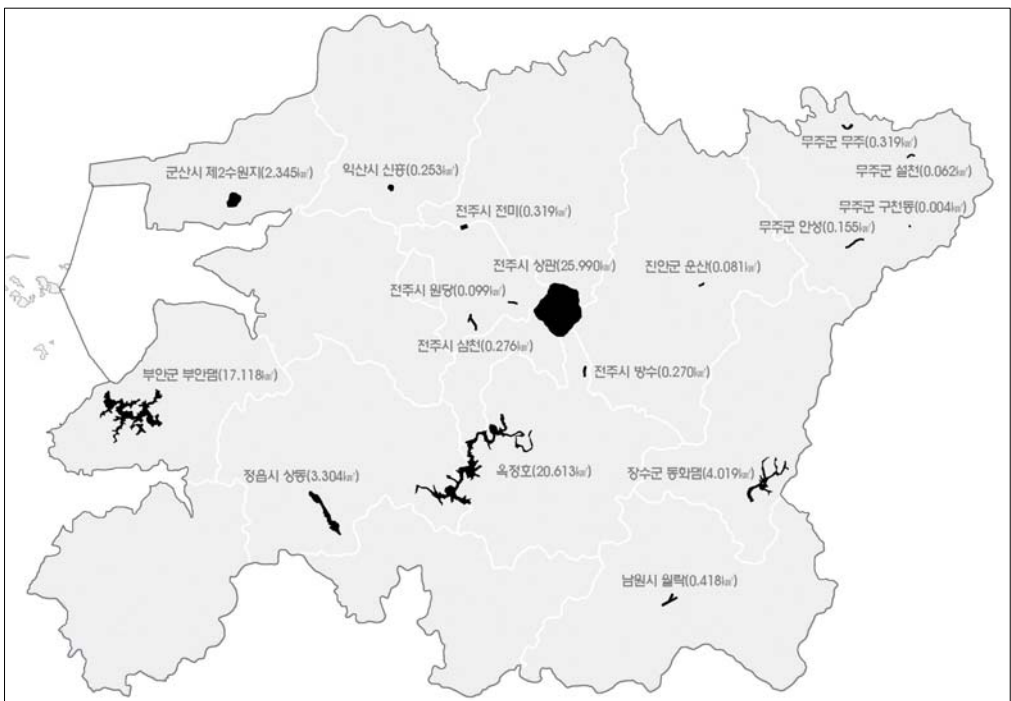 무주군 무주(0.319㎢)
군산시 제2수원지(2.345㎢)
익산시 신흥(0.253㎢)
무주군 설천(0.062㎢)
전주시 전미(0.319㎢)
무주군 구천동(0.004㎢)
무주군 안성(0.155㎢)
전주시 상관(25.990㎢)
진안군 운산(0.081㎢)
전주시 원당(0.099㎢)
전주시 삼천(0.276㎢)
전주시 방수(0.270㎢)
부안군 부안댐(17.118㎢)
정읍시 상동(3.304㎢)
옥정호(20.613㎢)
장수군 동화댐(4.019㎢)
남원시 월락(0.418㎢)